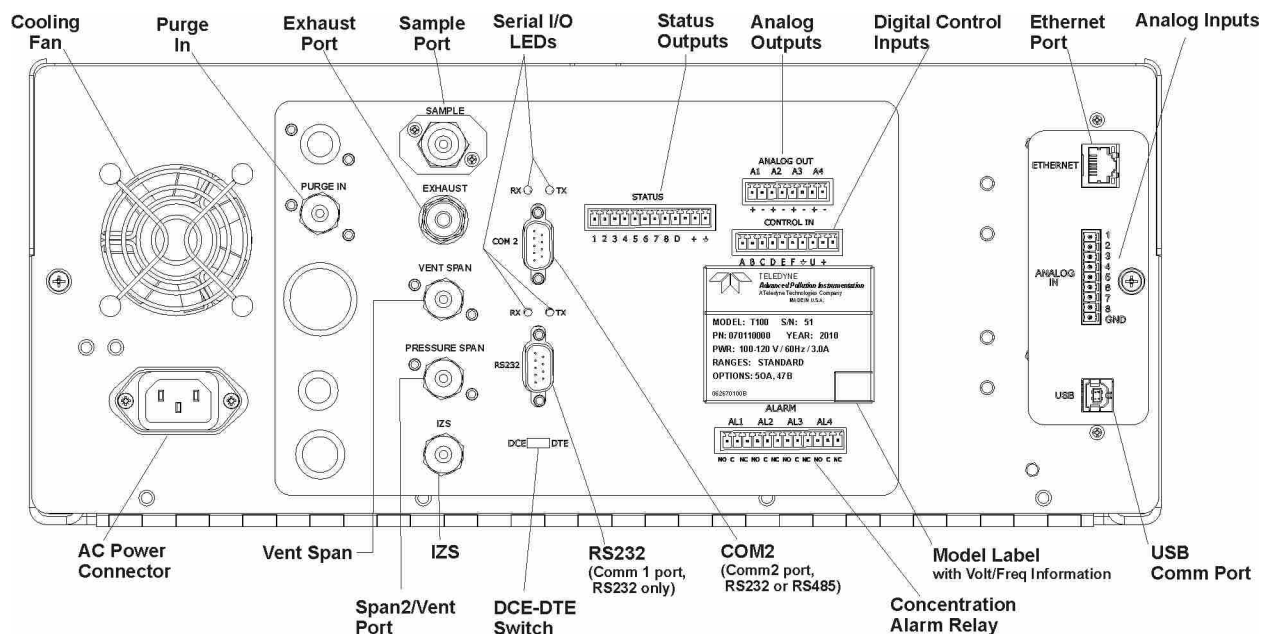 Cooling
Fan
Purge
In
Exhaust
Port
Sample
Port
Serial I/O
LEDs
Status
Outputs
Analog
Outputs
Digital Control
Inputs
Ethernet
Port
Analog Inputs
SAMPLE
PURGE IN
EXHAUST
RX TX
COM 2
STATUS
1 2 3 4 5 6 7 8 D + ⏚
ANALOG OUT
A1 A2 A3 A4
+ - + - + - + -
CONTROL IN
A B C D E F ⏚ U +
ETHERNET
ANALOG
IN
1
2
3
4
5
6
7
8
GND
VENT SPAN
RX TX
PRESSURE SPAN
RS232
IZS
DCE DTE
TELEDYNE
Advanced Pollution Instrumentation
A Teledyne Technologies Company
MADE IN U.S.A.
MODEL: T100 S/N: 51
PN: 070110000 YEAR: 2010
PWR: 100-120 V / 60Hz / 3.0A
RANGES: STANDARD
OPTIONS: 50A, 47B
062670100B
ALARM
AL1 AL2 AL3 AL4
NO C NC NO C NC NO C NC NO C NC
USB
AC Power
Connector
Vent Span
IZS
RS232
(Comm 1 port,
RS232 only)
COM2
(Comm2 port,
RS232 or RS485)
Model Label
with Volt/Freq Information
USB
Comm Port
Span2/Vent
Port
DCE-DTE
Switch
Concentration
Alarm Relay